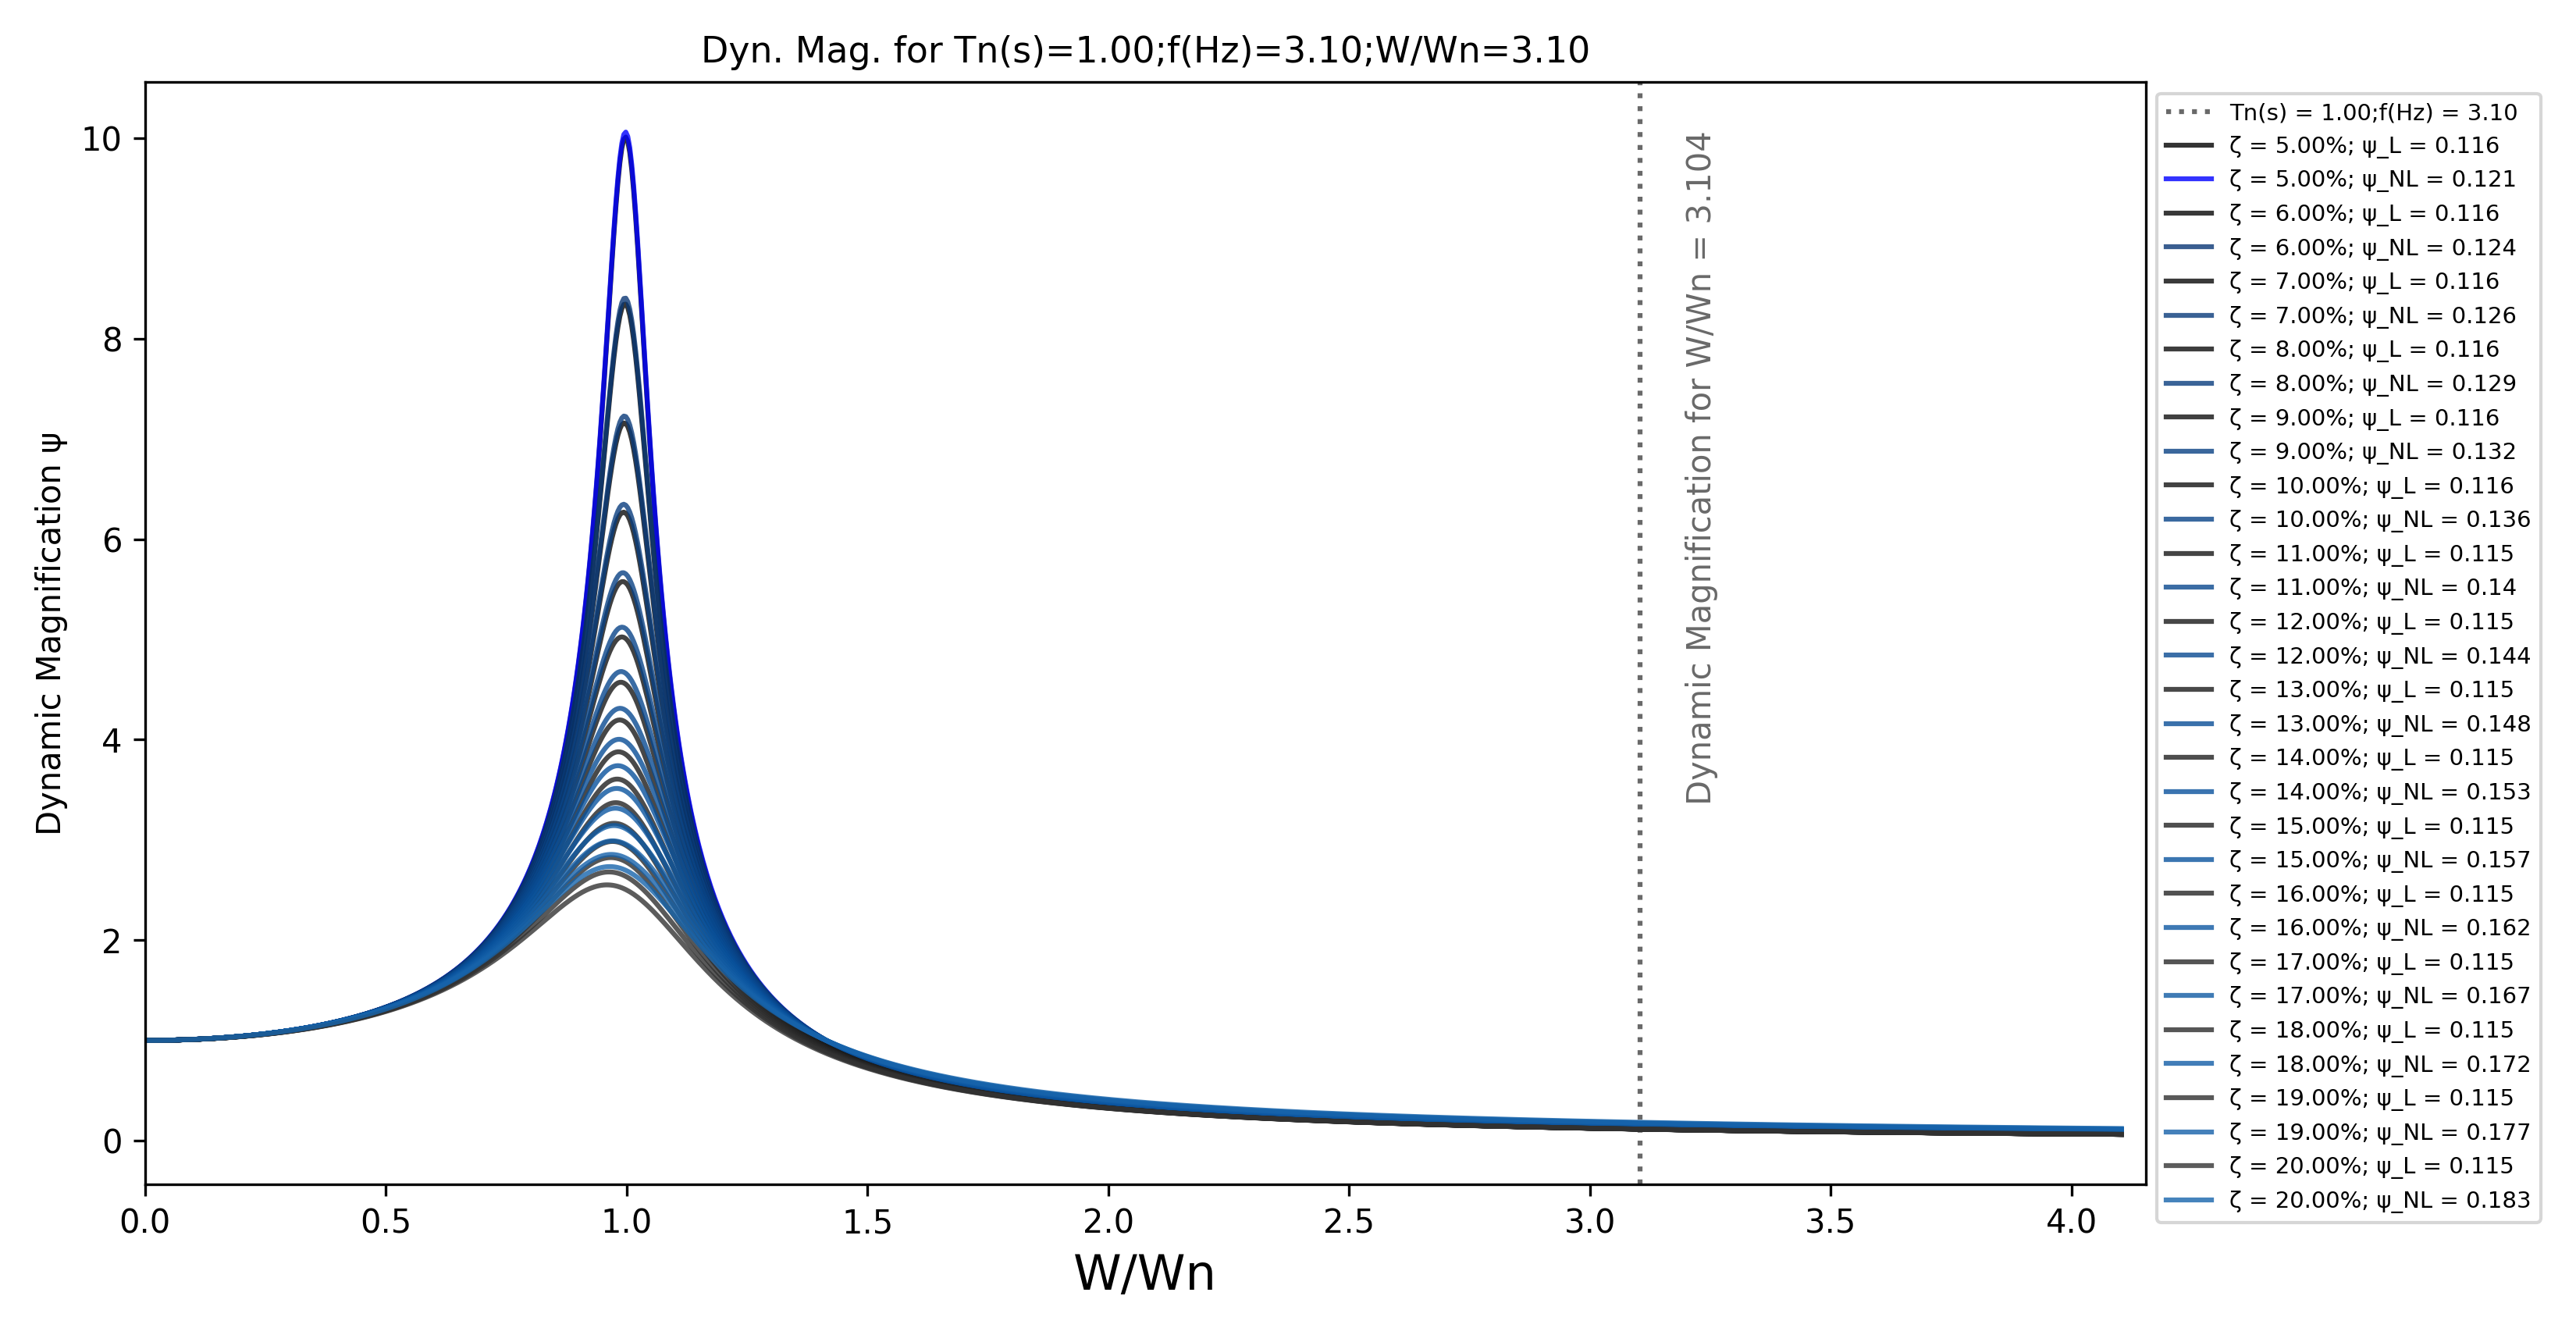 Dyn. Mag. for Tn(s)=1.00;f(Hz)=3.10;W/Wn=3.10
Dynamic Magnification ψ
10
8
6
4
2
0
0.0 0.5 1.0 1.5 2.0 2.5 3.0 3.5 4.0
W/Wn
Dynamic Magnification for W/Wn = 3.104
Tn(s) = 1.00;f(Hz) = 3.10
ζ = 5.00%; ψ_L = 0.116
ζ = 5.00%; ψ_NL = 0.121
ζ = 6.00%; ψ_L = 0.116
ζ = 6.00%; ψ_NL = 0.124
ζ = 7.00%; ψ_L = 0.116
ζ = 7.00%; ψ_NL = 0.126
ζ = 8.00%; ψ_L = 0.116
ζ = 8.00%; ψ_NL = 0.129
ζ = 9.00%; ψ_L = 0.116
ζ = 9.00%; ψ_NL = 0.132
ζ = 10.00%; ψ_L = 0.116
ζ = 10.00%; ψ_NL = 0.136
ζ = 11.00%; ψ_L = 0.115
ζ = 11.00%; ψ_NL = 0.14
ζ = 12.00%; ψ_L = 0.115
ζ = 12.00%; ψ_NL = 0.144
ζ = 13.00%; ψ_L = 0.115
ζ = 13.00%; ψ_NL = 0.148
ζ = 14.00%; ψ_L = 0.115
ζ = 14.00%; ψ_NL = 0.153
ζ = 15.00%; ψ_L = 0.115
ζ = 15.00%; ψ_NL = 0.157
ζ = 16.00%; ψ_L = 0.115
ζ = 16.00%; ψ_NL = 0.162
ζ = 17.00%; ψ_L = 0.115
ζ = 17.00%; ψ_NL = 0.167
ζ = 18.00%; ψ_L = 0.115
ζ = 18.00%; ψ_NL = 0.172
ζ = 19.00%; ψ_L = 0.115
ζ = 19.00%; ψ_NL = 0.177
ζ = 20.00%; ψ_L = 0.115
ζ = 20.00%; ψ_NL = 0.183